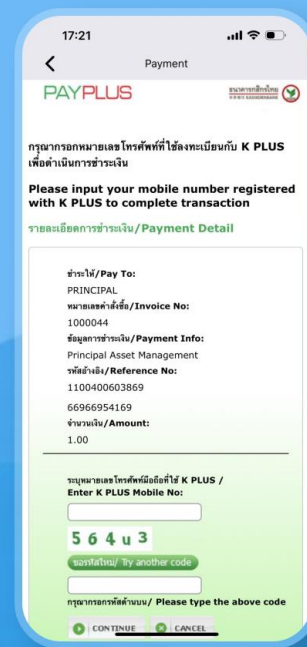 17:21
Payment
PAYPLUS
ธนาคารกสิกรไทย
กรุณากรอกหมายเลขโทรศัพท์ที่ใช้ลงทะเบียนกับ K PLUS
เพื่อดำเนินการชำระเงิน
Please input your mobile number registered
with K PLUS to complete transaction
รายละเอียดการชำระเงิน/Payment Detail
ชำระให้/Pay To:
PRINCIPAL
หมายเลขคำสั่งซื้อ/Invoice No:
1000044
ข้อมูลการชำระเงิน/Payment Info:
Principal Asset Management
รหัสอ้างอิง/Reference No:
1100400603869
66966954169
จำนวนเงิน/Amount:
1.00
ระบุหมายเลขโทรศัพท์มือถือที่ใช้ K PLUS /
Enter K PLUS Mobile No:
5 6 4 u 3
ขอรหัสใหม่/ Try another code
กรุณากรอกรหัสด้านบน/ Please type the above code
CONTINUE
CANCEL